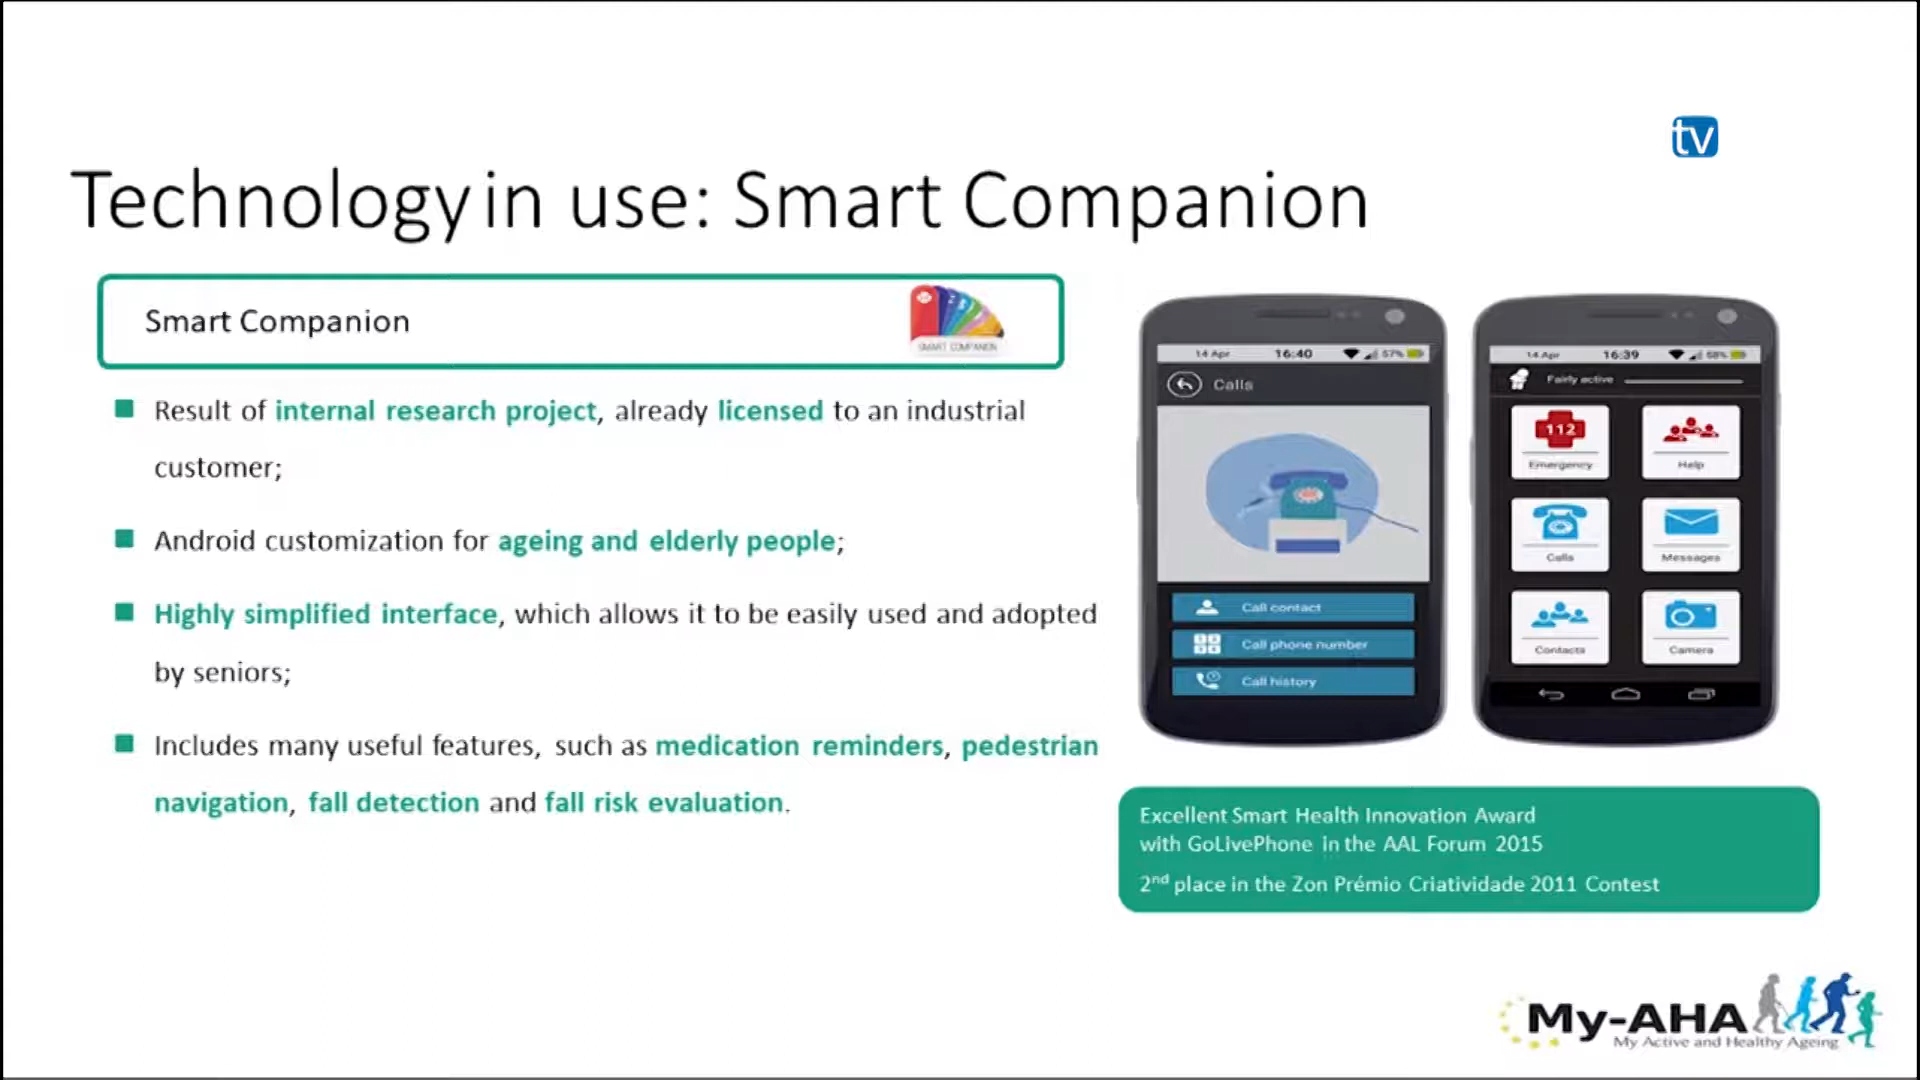 tv
Technology in use: Smart Companion
Smart Companion
SMART COMPANION
Result of internal research project, already licensed to an industrial
customer;
Android customization for ageing and elderly people;
Highly simplified interface, which allows it to be easily used and adopted
by seniors;
Includes many useful features, such as medication reminders, pedestrian
navigation, fall detection and fall risk evaluation.
14 Apr 16:40 57%
Calls
Call contact
Call phone number
Call history
14 Apr 16:39 58%
Fairly active
112
Emergency
Help
Calls
Messages
Contacts
Camera
Excellent Smart Health Innovation Award
with GoLivePhone in the AAL Forum 2015
2nd place in the Zon Prémio Criatividade 2011 Contest
My-AHA
My Active and Healthy Ageing